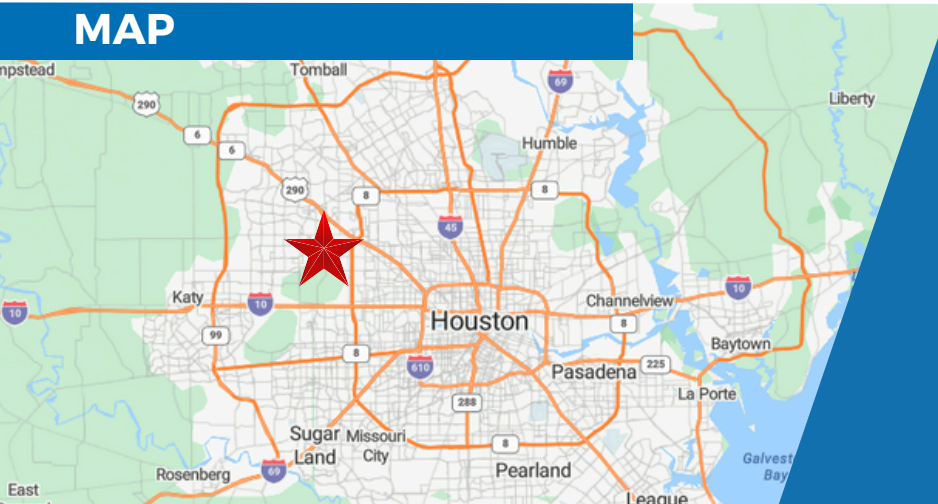 MAP
mpstead
Tomball
69
290
Liberty
6
6
Humble
290
8
8
45
Katy
10
10
10
Channelview
Houston
8
99
Baytown
8
610
Pasadena
225
La Porte
288
Sugar
Land
Missouri
City
8
Pearland
Rosenberg
69
Galvest
Bay
East
League